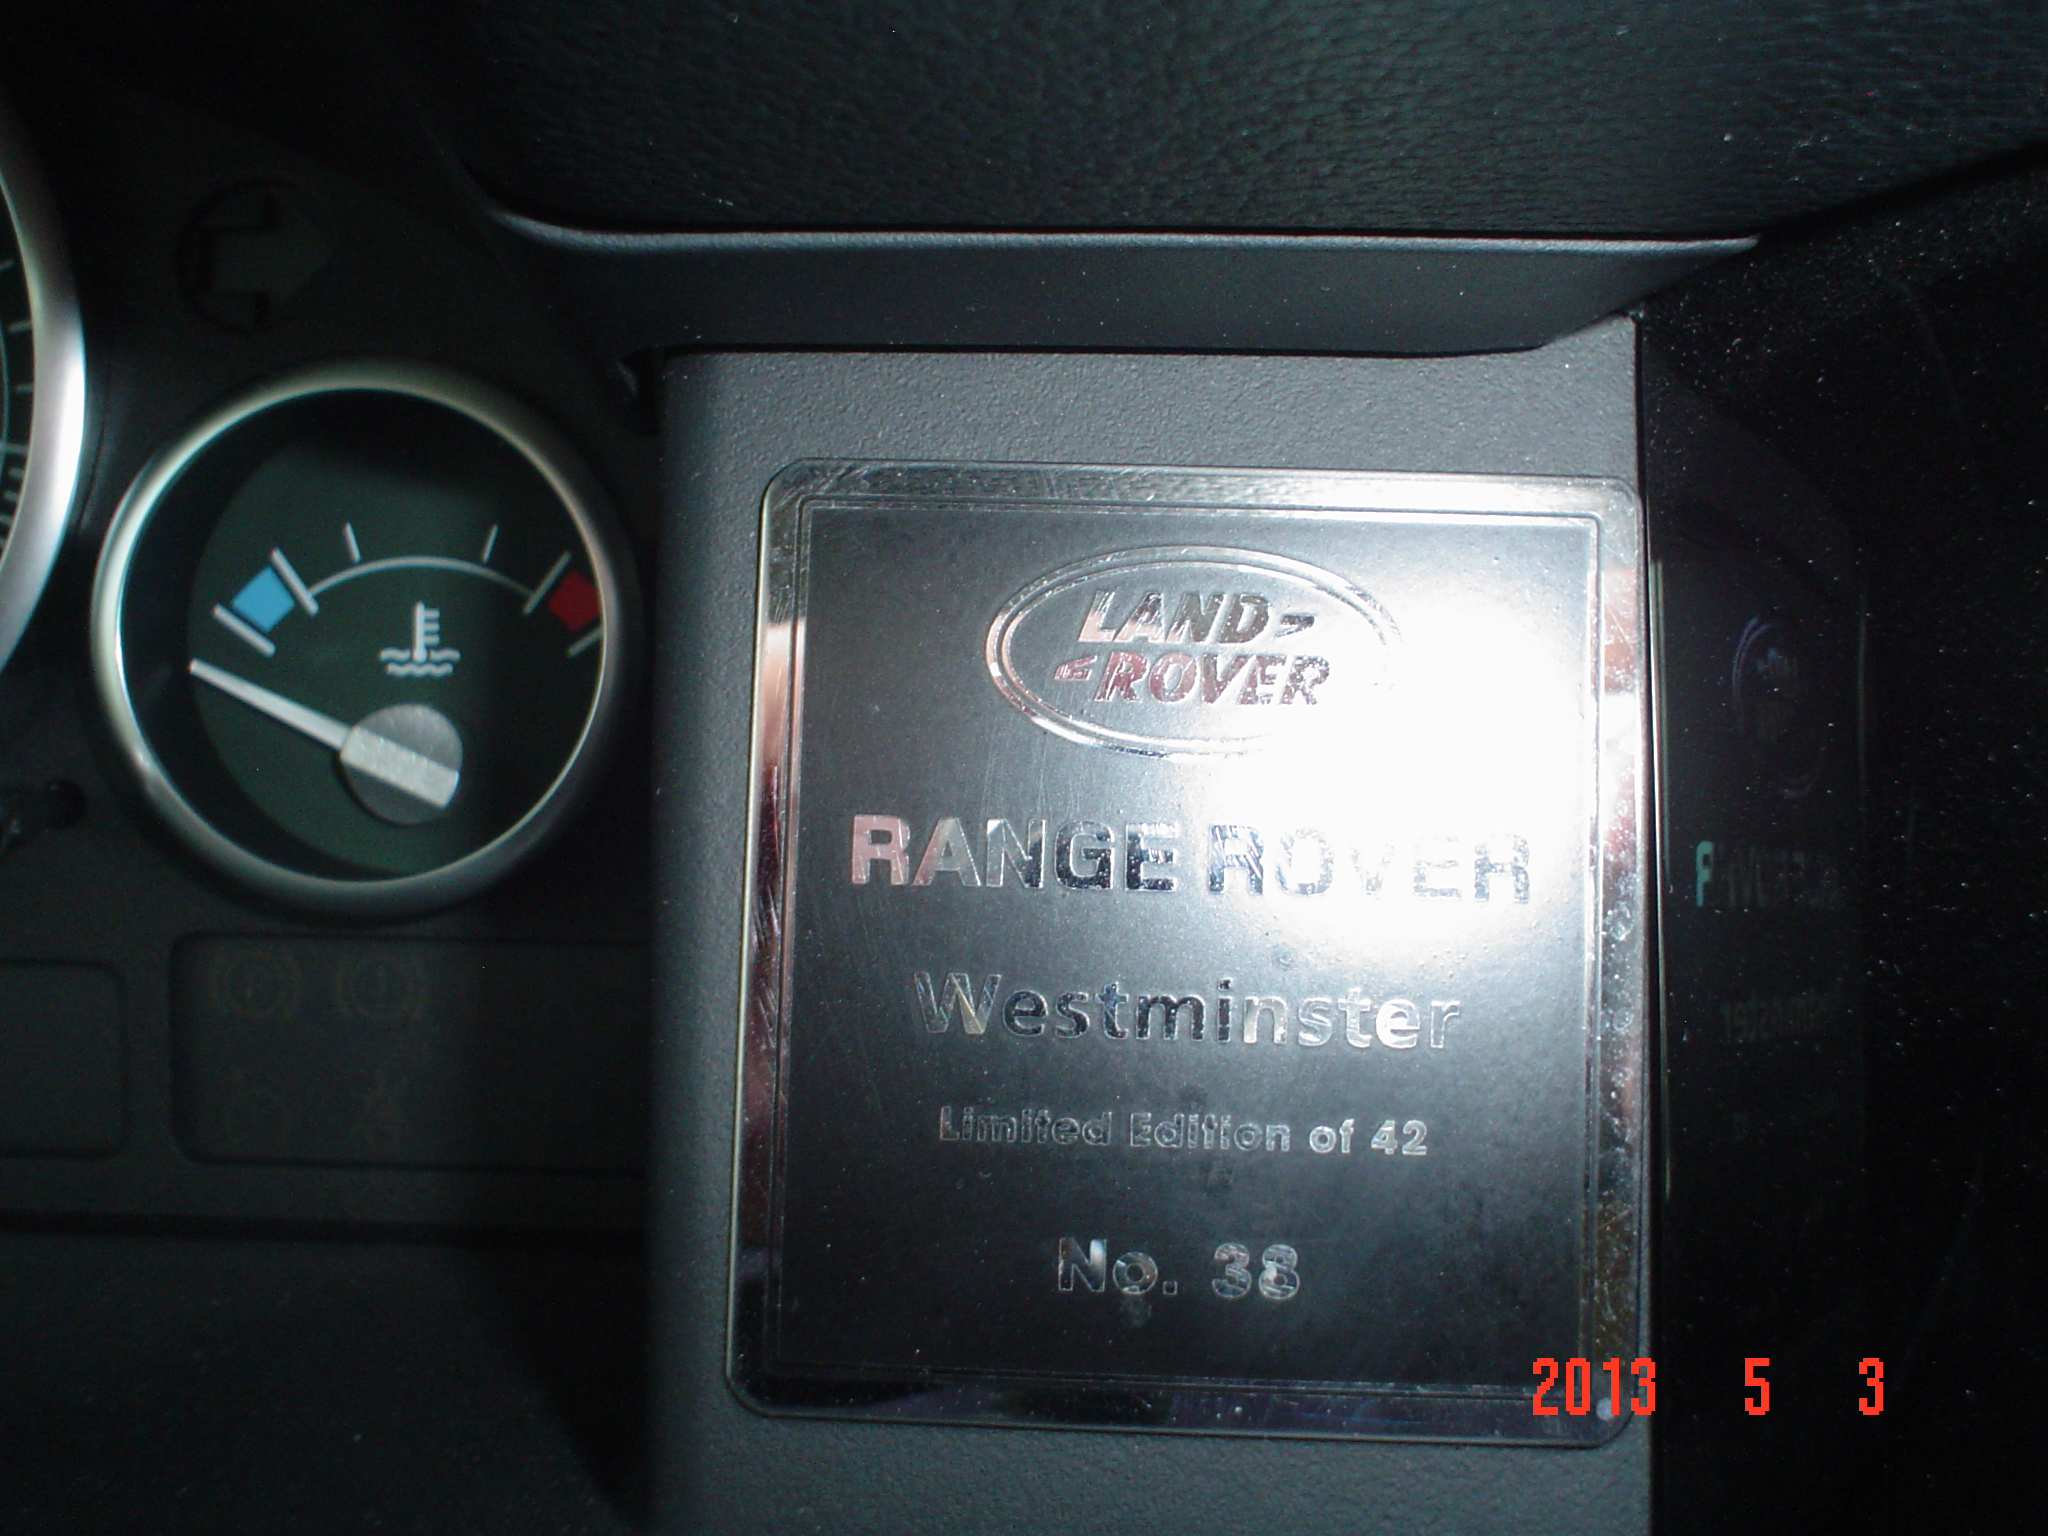 LAND-
-ROVER
RANGE ROVER
Westminster
Limited Edition of 42
No. 38
2013 5 3